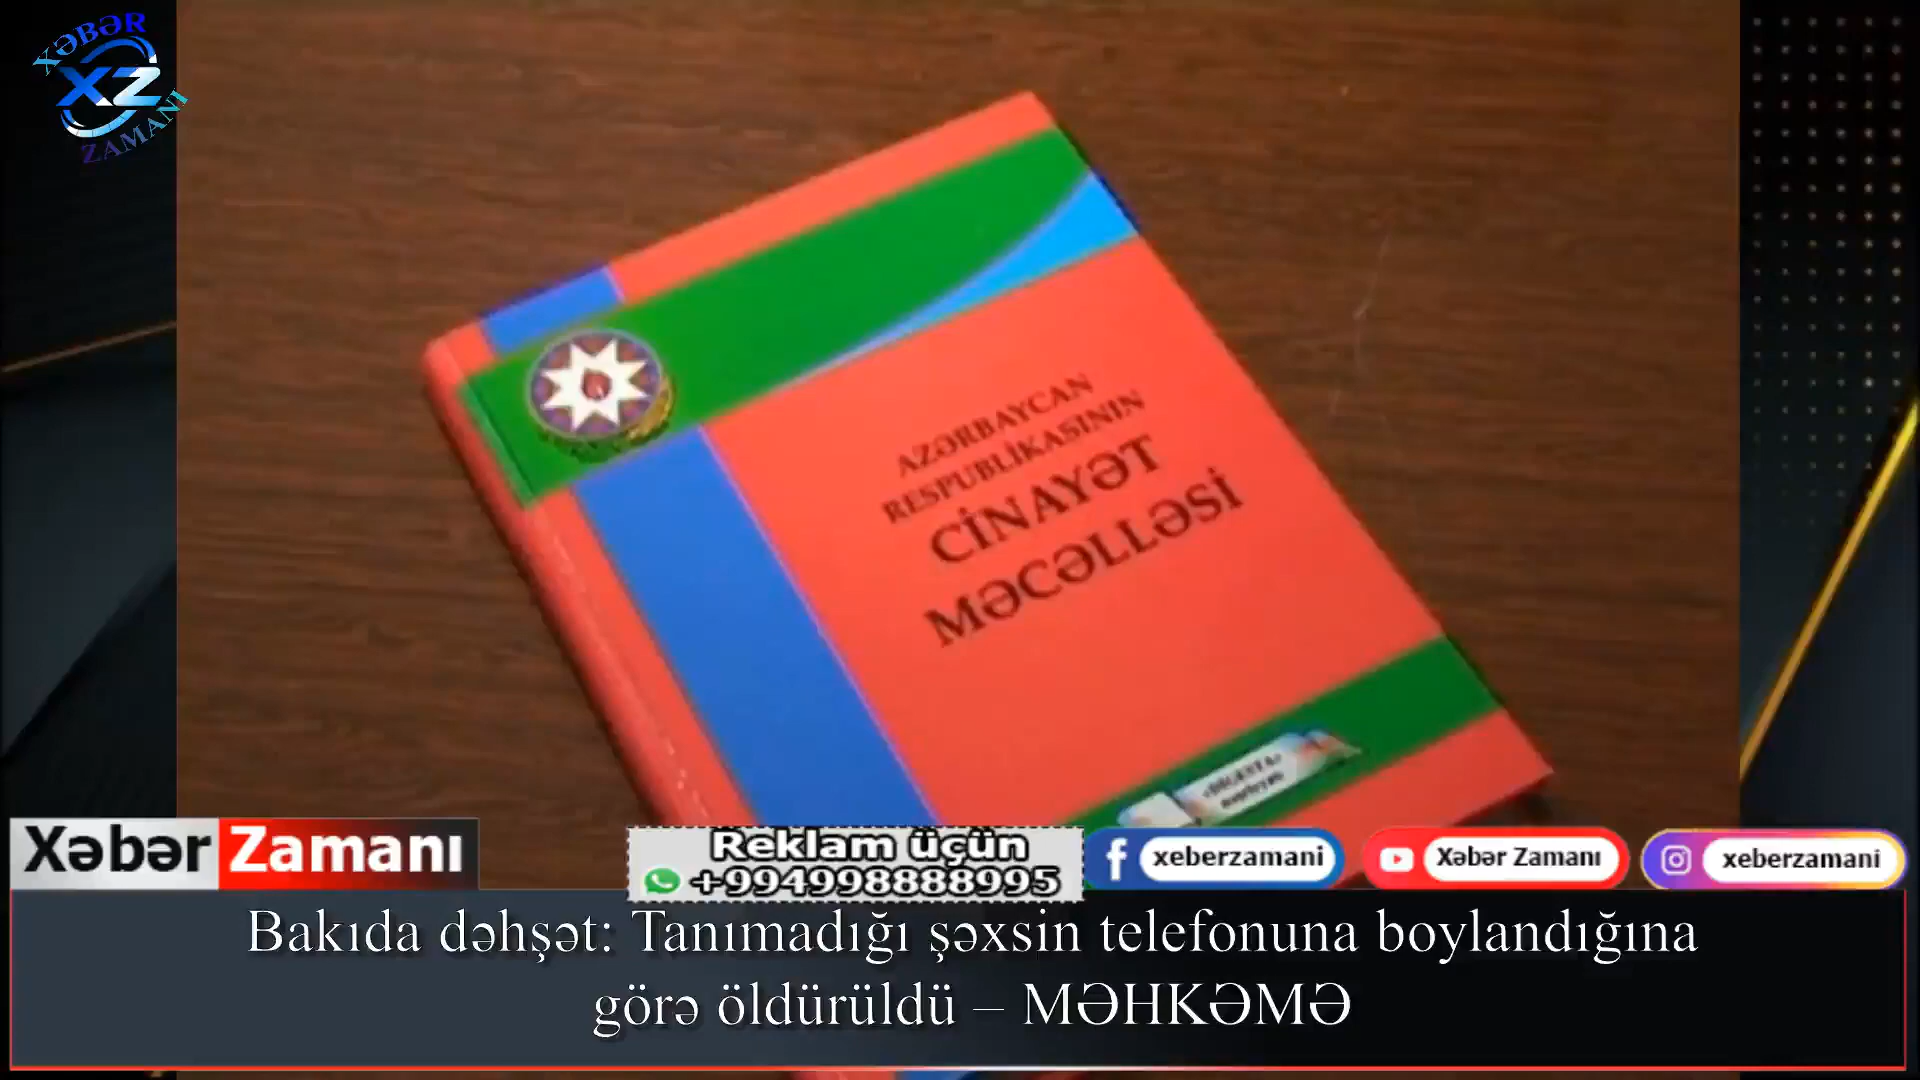 XƏBƏR
XZ
ZAMANI
AZƏRBAYCAN
RESPUBLİKASININ
CİNAYƏT
MƏCƏLLƏSİ
Xəbər Zamanı
Reklam üçün
+994998888995
xeberzamani
Xəbər Zamanı
xeberzamani
Bakıda dəhşət: Tanımadığı şəxsin telefonuna boylandığına
görə öldürüldü – MƏHKƏMƏ